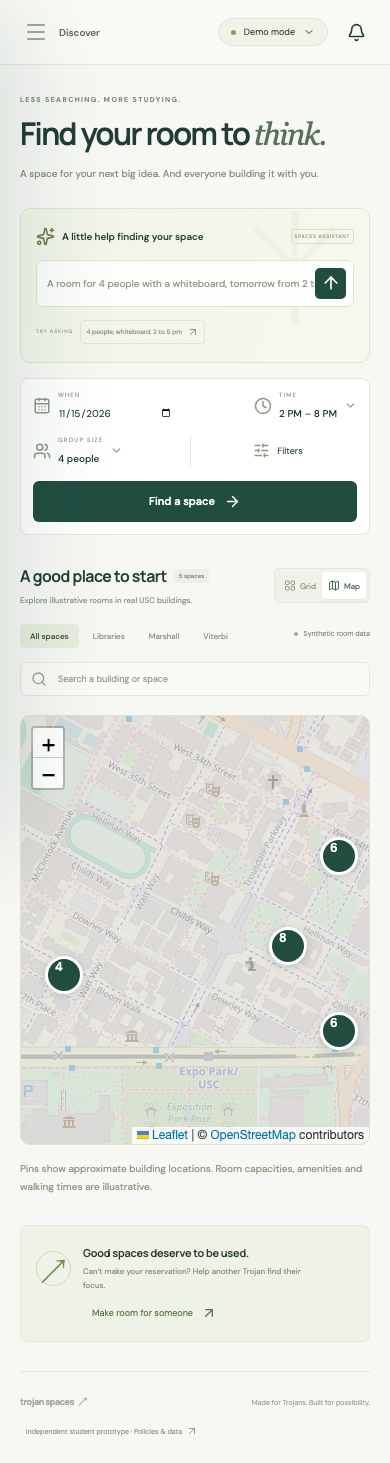 Discover
Demo mode
LESS SEARCHING. MORE STUDYING.
Find your room to think.
A space for your next big idea. And everyone building it with you.
A little help finding your space
SPACES ASSISTANT
A room for 4 people with a whiteboard, tomorrow from 2 t
TRY ASKING
4 people, whiteboard, 2 to 5 pm
WHEN
11/15/2026
TIME
2 PM – 8 PM
GROUP SIZE
4 people
Filters
Find a space
A good place to start
5 spaces
Explore illustrative rooms in real USC buildings.
Grid
Map
All spaces
Libraries
Marshall
Viterbi
Synthetic room data
Search a building or space
+
−
West 35th Street
West 34th Street
McClintock Avenue
Hellman Way
Trousdale Parkway
West 34th
6
Watt Way
Childs Way
Childs Way
Downey Way
8
Hellman Way
4
Watt Way
Bloom Walk
Downey Way
7th Place
Childs W
6
Expo Park/
USC
P
Exposition
Park Rose
37th
Leaflet | © OpenStreetMap contributors
Pins show approximate building locations. Room capacities, amenities and
walking times are illustrative.
Good spaces deserve to be used.
Can't make your reservation? Help another Trojan find their
focus.
Make room for someone
trojan spaces
Made for Trojans. Built for possibility.
Independent student prototype · Policies & data